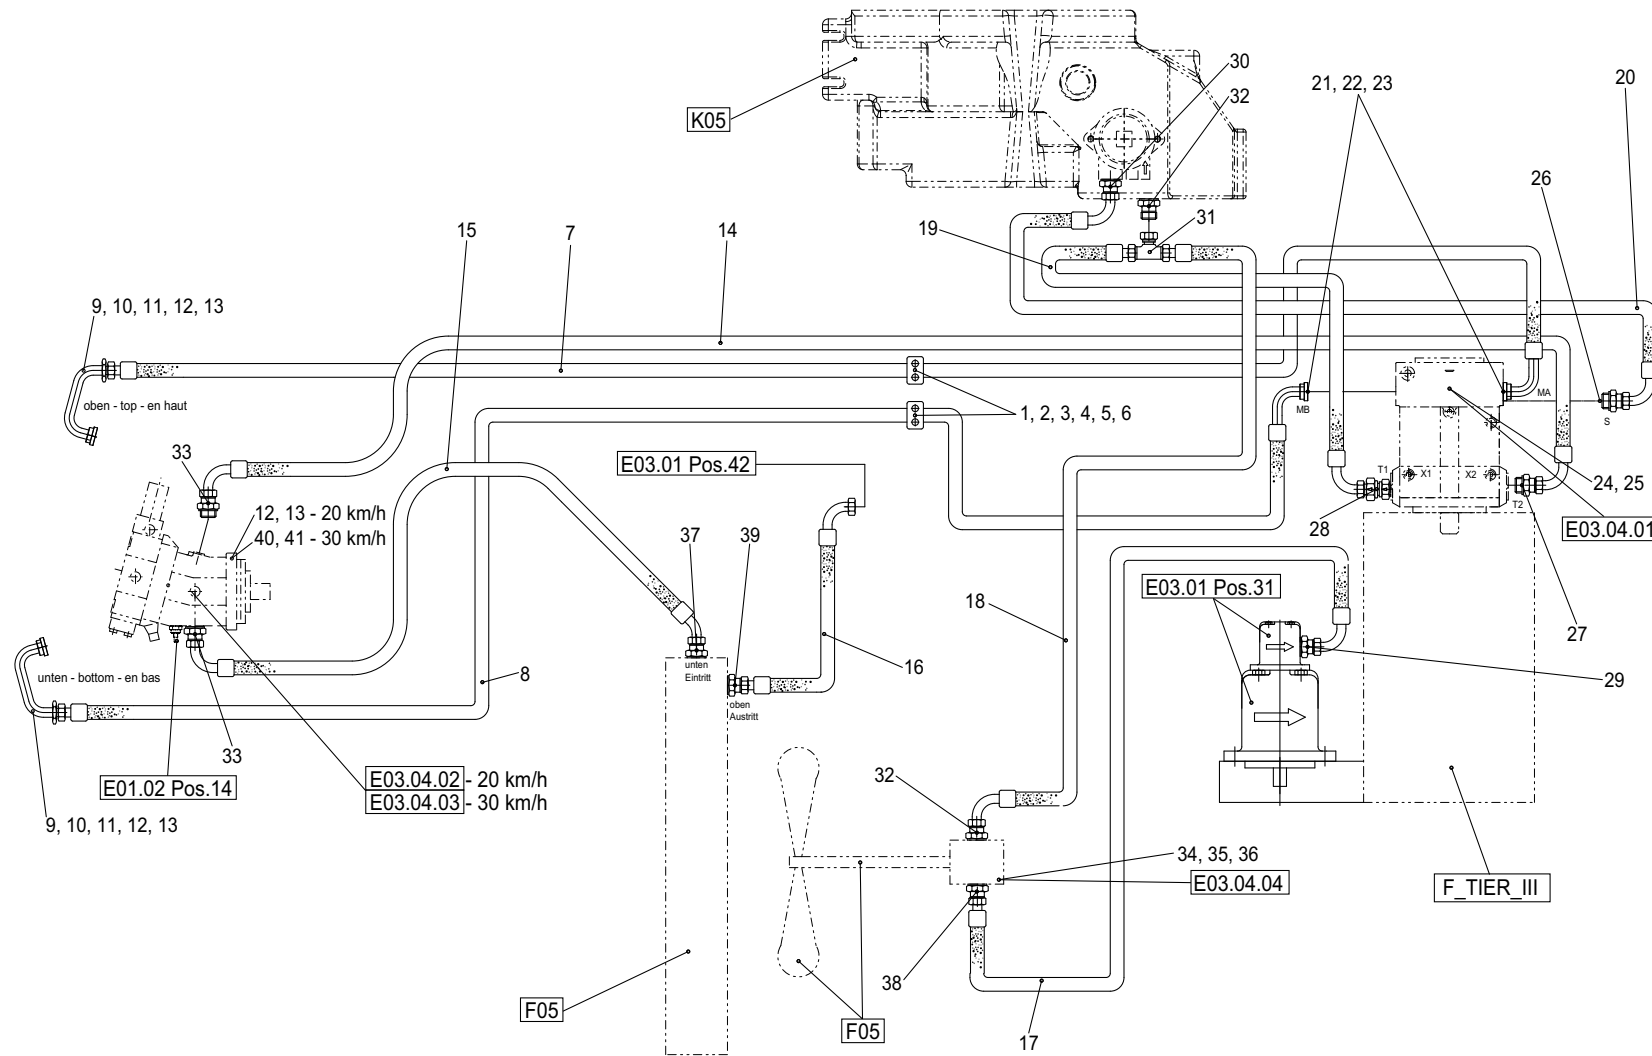 30
32
21, 22, 23
20
K05
26
15
7
14
19
31
9, 10, 11, 12, 13
oben - top - en haut
MA
MB
S
1, 2, 3, 4, 5, 6
33
E03.01 Pos.42
T1
X1
X2
T2
24, 25
28
E03.04.01
12, 13 - 20 km/h
40, 41 - 30 km/h
37
39
E03.01 Pos.31
18
27
unten - bottom - en bas
unten
Eintritt
16
8
29
oben
Austritt
33
E01.02 Pos.14
E03.04.02 - 20 km/h
E03.04.03 - 30 km/h
32
9, 10, 11, 12, 13
34, 35, 36
E03.04.04
F_TIER_III
38
F05
F05
17